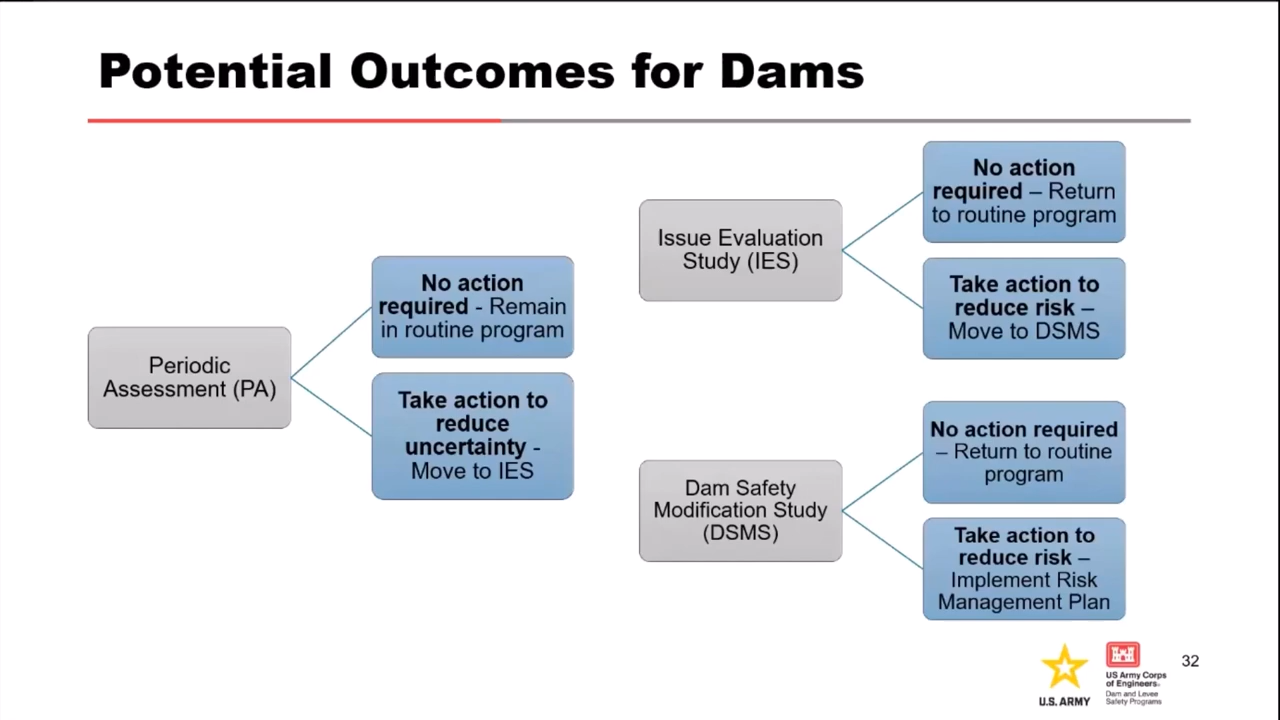 Potential Outcomes for Dams
Periodic
Assessment (PA)
No action
required - Remain
in routine program
Take action to
reduce
uncertainty -
Move to IES
Issue Evaluation
Study (IES)
No action
required – Return
to routine program
Take action to
reduce risk –
Move to DSMS
Dam Safety
Modification Study
(DSMS)
No action required
– Return to routine
program
Take action to
reduce risk –
Implement Risk
Management Plan
U.S. ARMY
US Army Corps
of Engineers®
Dam and Levee
Safety Programs
32